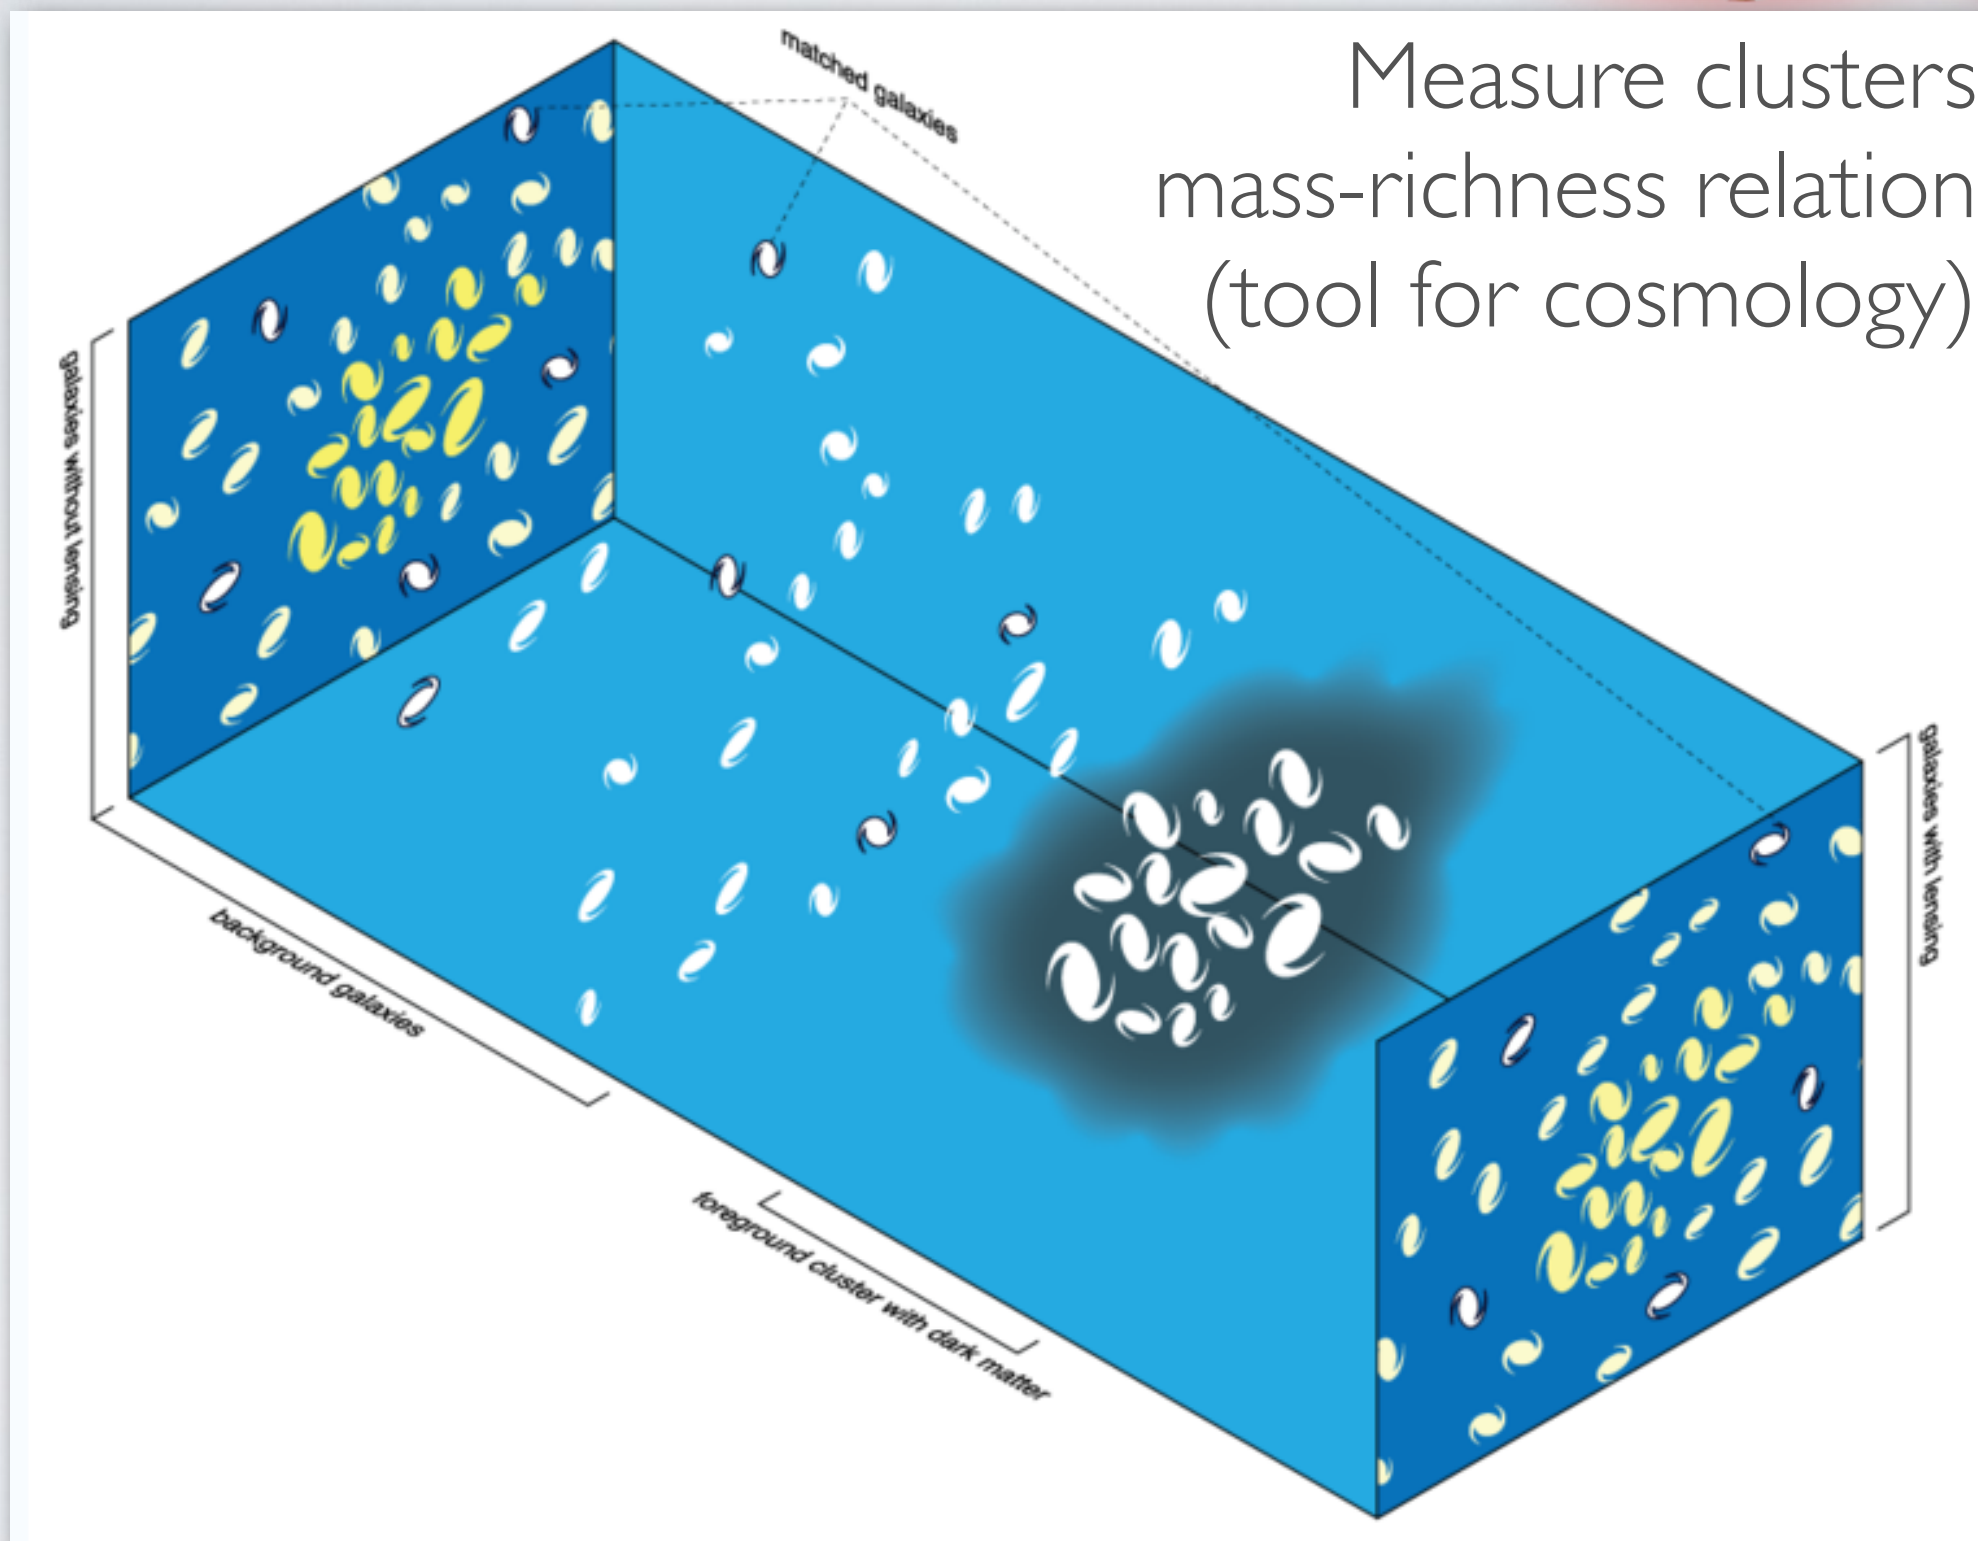 Measure clusters
mass-richness relation
(tool for cosmology)
matched galaxies
galaxies without lensing
background galaxies
foreground cluster with dark matter
galaxies with lensing